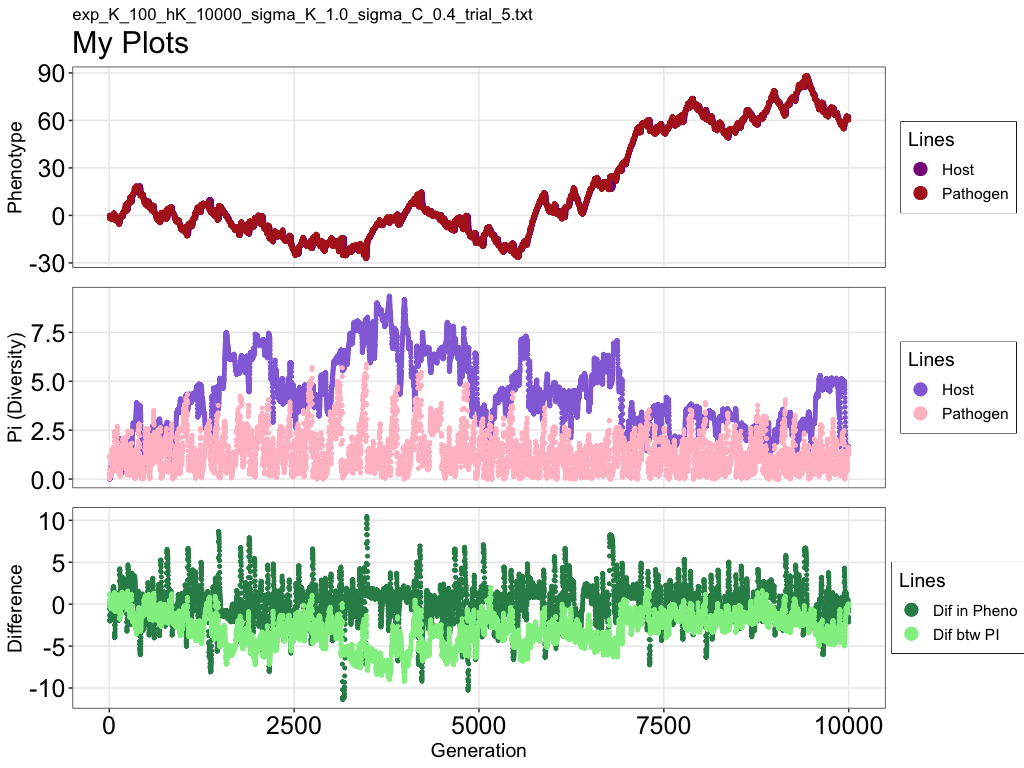 exp_K_100_hK_10000_sigma_K_1.0_sigma_C_0.4_trial_5.txt
My Plots
Phenotype
90
60
30
0
-30
Lines
Host
Pathogen
Pi (Diversity)
7.5
5.0
2.5
0.0
Lines
Host
Pathogen
Difference
10
5
0
-5
-10
Lines
Dif in Pheno
Dif btw PI
0 2500 5000 7500 10000
Generation